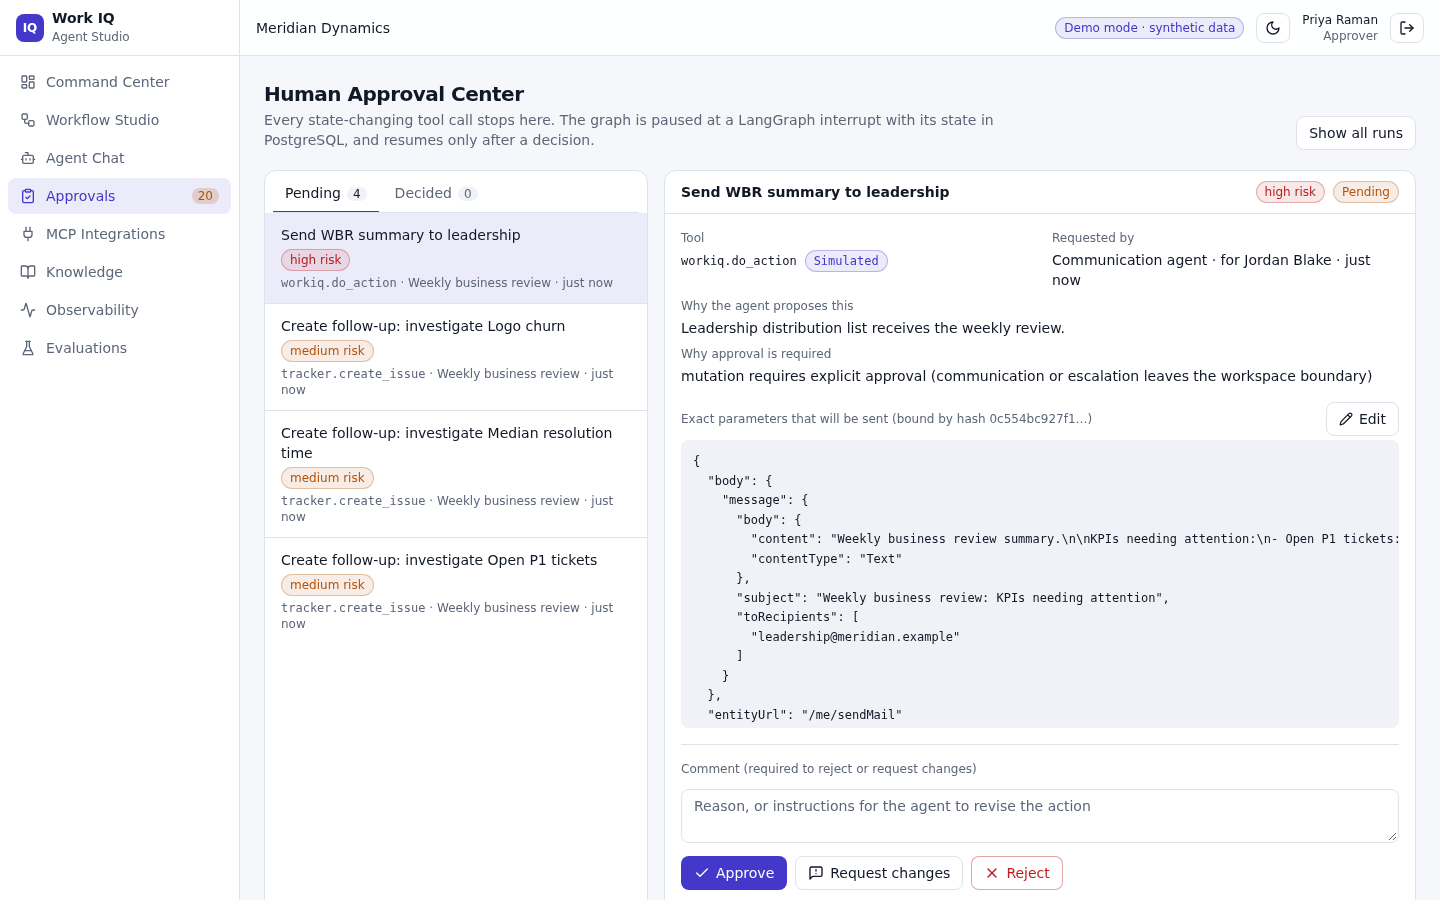 IQ
Work IQ
Agent Studio
Meridian Dynamics
Demo mode · synthetic data
Priya Raman
Approver
Command Center
Workflow Studio
Agent Chat
Approvals 20
MCP Integrations
Knowledge
Observability
Evaluations
Human Approval Center
Every state-changing tool call stops here. The graph is paused at a LangGraph interrupt with its state in
PostgreSQL, and resumes only after a decision.
Show all runs
Pending 4 Decided 0
Send WBR summary to leadership
high risk
workiq.do_action · Weekly business review · just now
Create follow-up: investigate Logo churn
medium risk
tracker.create_issue · Weekly business review · just
now
Create follow-up: investigate Median resolution
time
medium risk
tracker.create_issue · Weekly business review · just
now
Create follow-up: investigate Open P1 tickets
medium risk
tracker.create_issue · Weekly business review · just
now
Send WBR summary to leadership high risk Pending
Tool
workiq.do_action Simulated
Requested by
Communication agent · for Jordan Blake · just
now
Why the agent proposes this
Leadership distribution list receives the weekly review.
Why approval is required
mutation requires explicit approval (communication or escalation leaves the workspace boundary)
Exact parameters that will be sent (bound by hash 0c554bc927f1…) Edit
{
  "body": {
    "message": {
      "body": {
        "content": "Weekly business review summary.\n\nKPIs needing attention:\n- Open P1 tickets:
        "contentType": "Text"
      },
      "subject": "Weekly business review: KPIs needing attention",
      "toRecipients": [
        "leadership@meridian.example"
      ]
    }
  },
  "entityUrl": "/me/sendMail"
Comment (required to reject or request changes)
Reason, or instructions for the agent to revise the action
Approve Request changes Reject